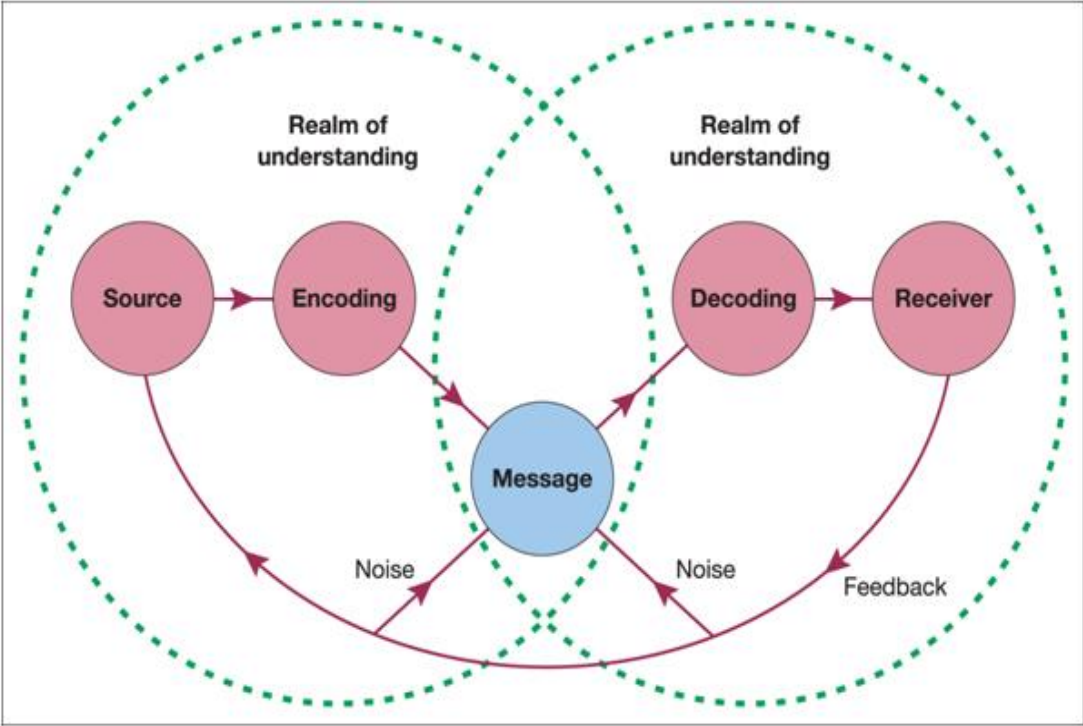 Realm of
understanding
Realm of
understanding
Source
Encoding
Decoding
Receiver
Message
Noise
Noise
Feedback